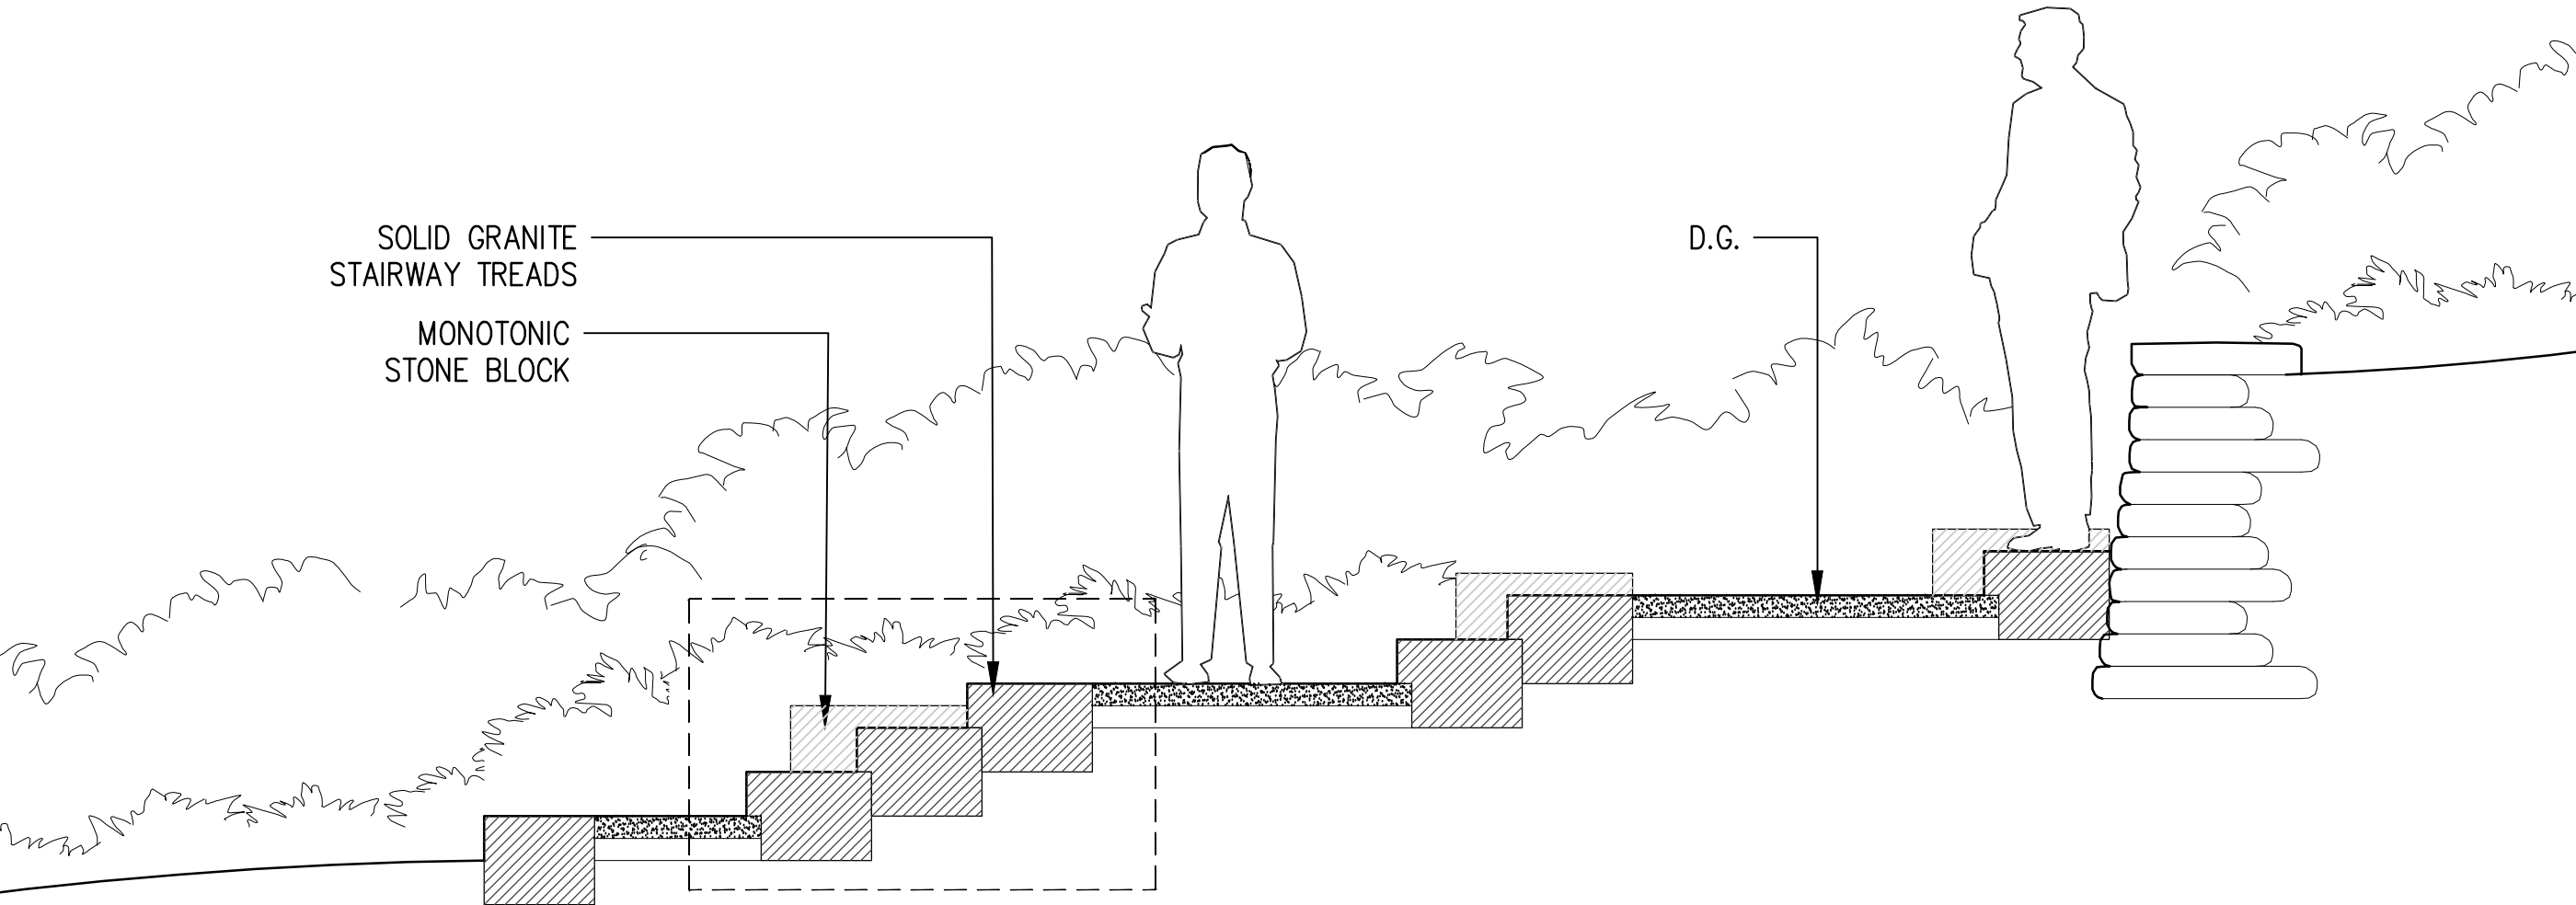 SOLID GRANITE
STAIRWAY TREADS
MONOTONIC
STONE BLOCK
D.G.